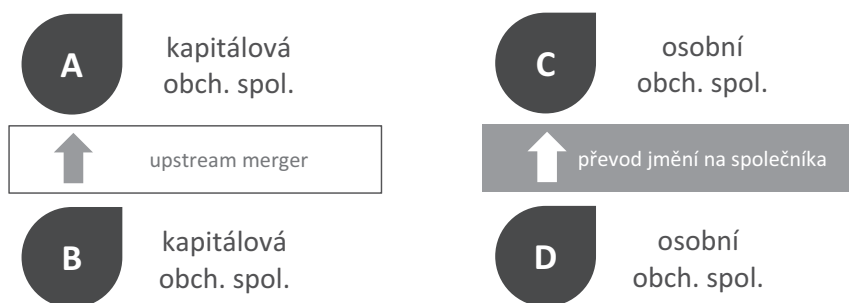 A
kapitálová
obch. spol.
upstream merger
B
kapitálová
obch. spol.
C
osobní
obch. spol.
převod jmění na společníka
D
osobní
obch. spol.